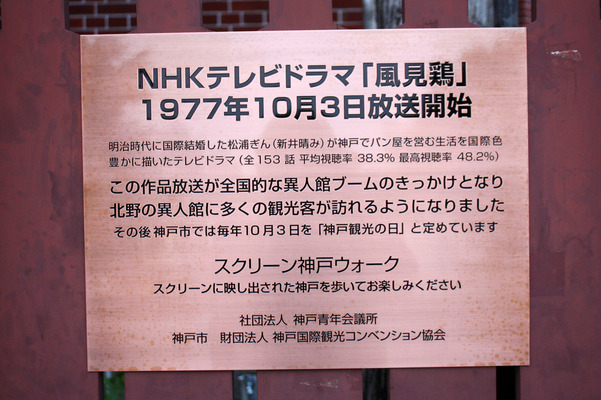 NHKテレビドラマ「風見鶏」
1977年10月3日放送開始
明治時代に国際結婚した松浦ぎん（新井晴み）が神戸でパン屋を営む生活を国際色
豊かに描いたテレビドラマ（全153話 平均視聴率 38.3% 最高視聴率 48.2%）
この作品放送が全国的な異人館ブームのきっかけとなり
北野の異人館に多くの観光客が訪れるようになりました
その後神戸市では毎年10月3日を「神戸観光の日」と定めています
スクリーン神戸ウォーク
スクリーンに映し出された神戸を歩いてお楽しみください
社団法人 神戸青年会議所
神戸市 財団法人 神戸国際観光コンベンション協会